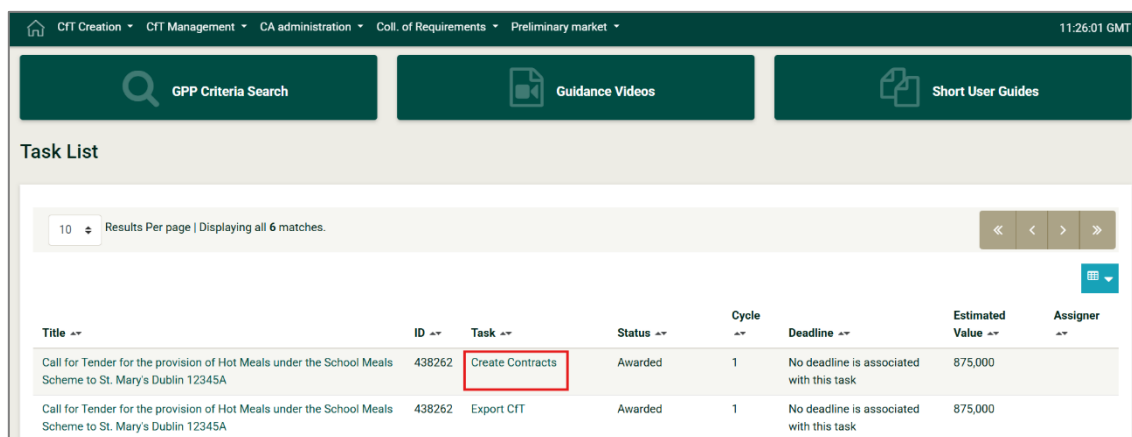 CfT Creation CfT Management CA administration Coll. of Requirements Preliminary market 11:26:01 GMT
GPP Criteria Search Guidance Videos Short User Guides
Task List
10 Results Per page | Displaying all 6 matches.
« < > »
Cycle Estimated Assigner
Title ID Task Status Deadline Value
Call for Tender for the provision of Hot Meals under the School Meals 438262 Create Contracts Awarded 1 No deadline is associated 875,000
Scheme to St. Mary's Dublin 12345A with this task
Call for Tender for the provision of Hot Meals under the School Meals 438262 Export CfT Awarded 1 No deadline is associated 875,000
Scheme to St. Mary's Dublin 12345A with this task